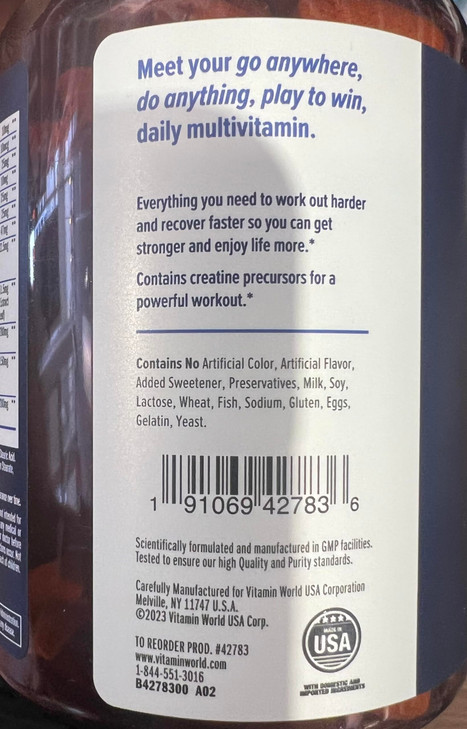 Meet your go anywhere,
do anything, play to win,
daily multivitamin.
Everything you need to work out harder
and recover faster so you can get
stronger and enjoy life more.*
Contains creatine precursors for a
powerful workout.*
Contains No Artificial Color, Artificial Flavor,
Added Sweetener, Preservatives, Milk, Soy,
Lactose, Wheat, Fish, Sodium, Gluten, Eggs,
Gelatin, Yeast.
1 91069 42783 6
Scientifically formulated and manufactured in GMP facilities.
Tested to ensure our high Quality and Purity standards.
Carefully Manufactured for Vitamin World USA Corporation
Melville, NY 11747 U.S.A.
©2023 Vitamin World USA Corp.
TO REORDER PROD. #42783
www.vitaminworld.com
1-844-551-3016
B4278300 A02
MADE IN
USA
WITH DOMESTIC AND
IMPORTED INGREDIENTS